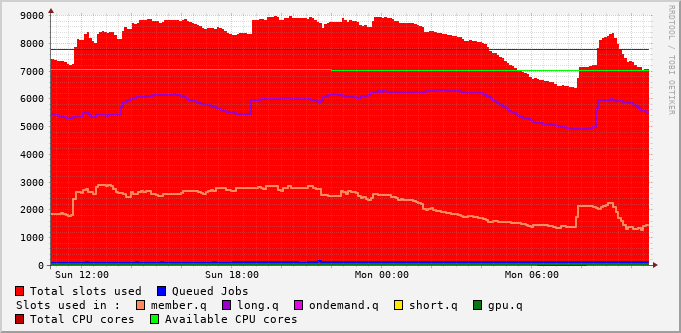 9000
8000
7000
6000
5000
4000
3000
2000
1000
0
Sun 12:00 Sun 18:00 Mon 00:00 Mon 06:00
RRDTOOL / TOBI OETIKER
Total slots used Queued Jobs
Slots used in : member.q long.q ondemand.q short.q gpu.q
Total CPU cores Available CPU cores